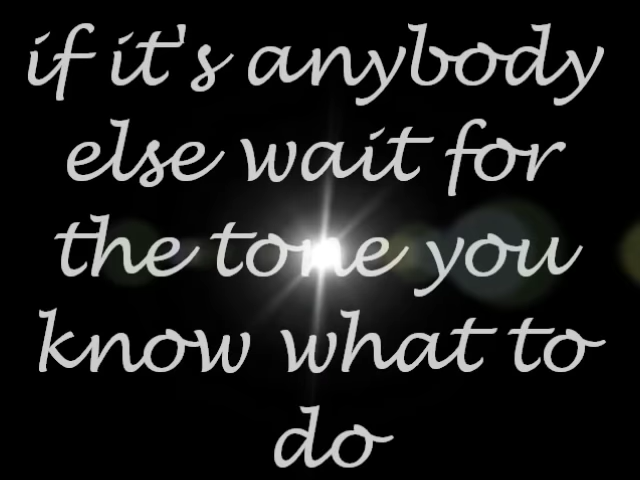 if it's anybody
else wait for
the tone you
know what to
do